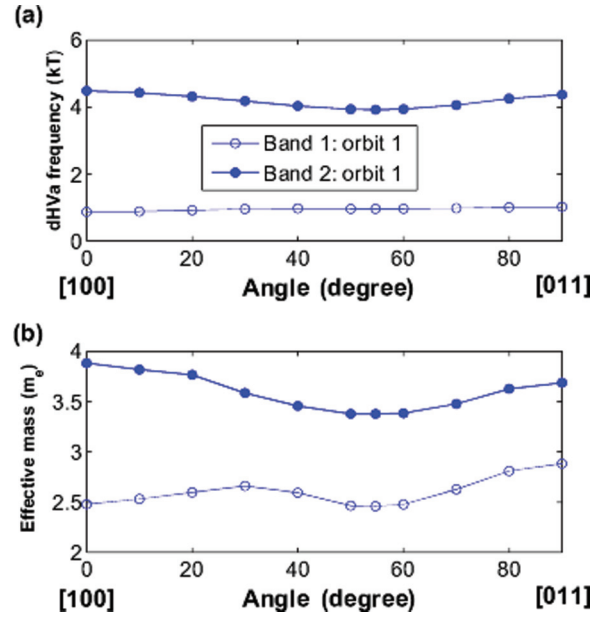 (a)
6
4
2
0
dHVa frequency (kT)
Band 1: orbit 1
Band 2: orbit 1
0 20 40 60 80
[100] Angle (degree) [011]
(b)
4
3.5
3
2.5
2
Effective mass (me)
0 20 40 60 80
[100] Angle (degree) [011]